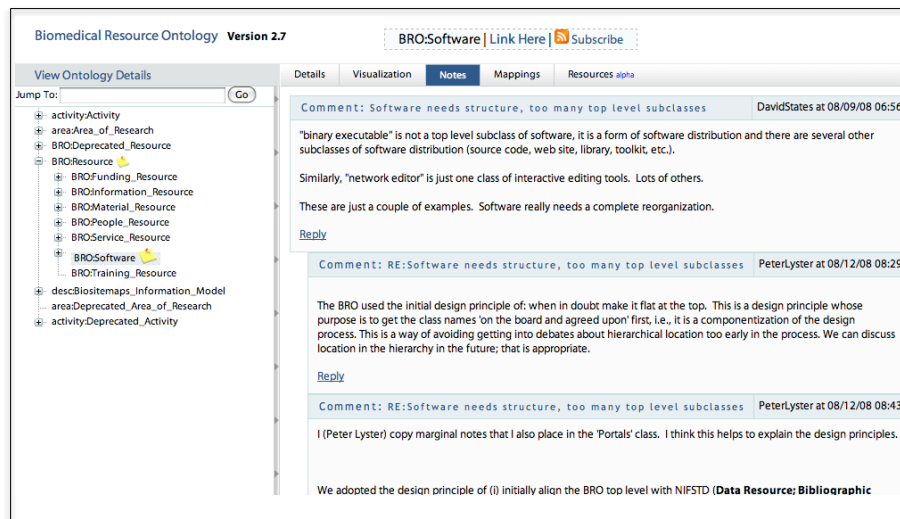 Biomedical Resource Ontology Version 2.7
BRO:Software | Link Here | Subscribe
View Ontology Details
Jump To: Go
activity:Activity
area:Area_of_Research
BRO:Deprecated_Resource
BRO:Resource
BRO:Funding_Resource
BRO:Information_Resource
BRO:Material_Resource
BRO:People_Resource
BRO:Service_Resource
BRO:Software
BRO:Training_Resource
desc:Biositemaps_Information_Model
area:Deprecated_Area_of_Research
activity:Deprecated_Activity
Details Visualization Notes Mappings Resources alpha
Comment: Software needs structure, too many top level subclasses DavidStates at 08/09/08 06:56
"binary executable" is not a top level subclass of software, it is a form of software distribution and there are several other
subclasses of software distribution (source code, web site, library, toolkit, etc.).
Similarly, "network editor" is just one class of interactive editing tools. Lots of others.
These are just a couple of examples. Software really needs a complete reorganization.
Reply
Comment: RE:Software needs structure, too many top level subclasses PeterLyster at 08/12/08 08:29
The BRO used the initial design principle of: when in doubt make it flat at the top. This is a design principle whose
purpose is to get the class names 'on the board and agreed upon' first, i.e., it is a componentization of the design
process. This is a way of avoiding getting into debates about hierarchical location too early in the process. We can discuss
location in the hierarchy in the future; that is appropriate.
Reply
Comment: RE:Software needs structure, too many top level subclasses PeterLyster at 08/12/08 08:43
I (Peter Lyster) copy marginal notes that I also place in the 'Portals' class. I think this helps to explain the design principles.
We adopted the design principle of (i) initially align the BRO top level with NIFSTD (Data Resource; Bibliographic